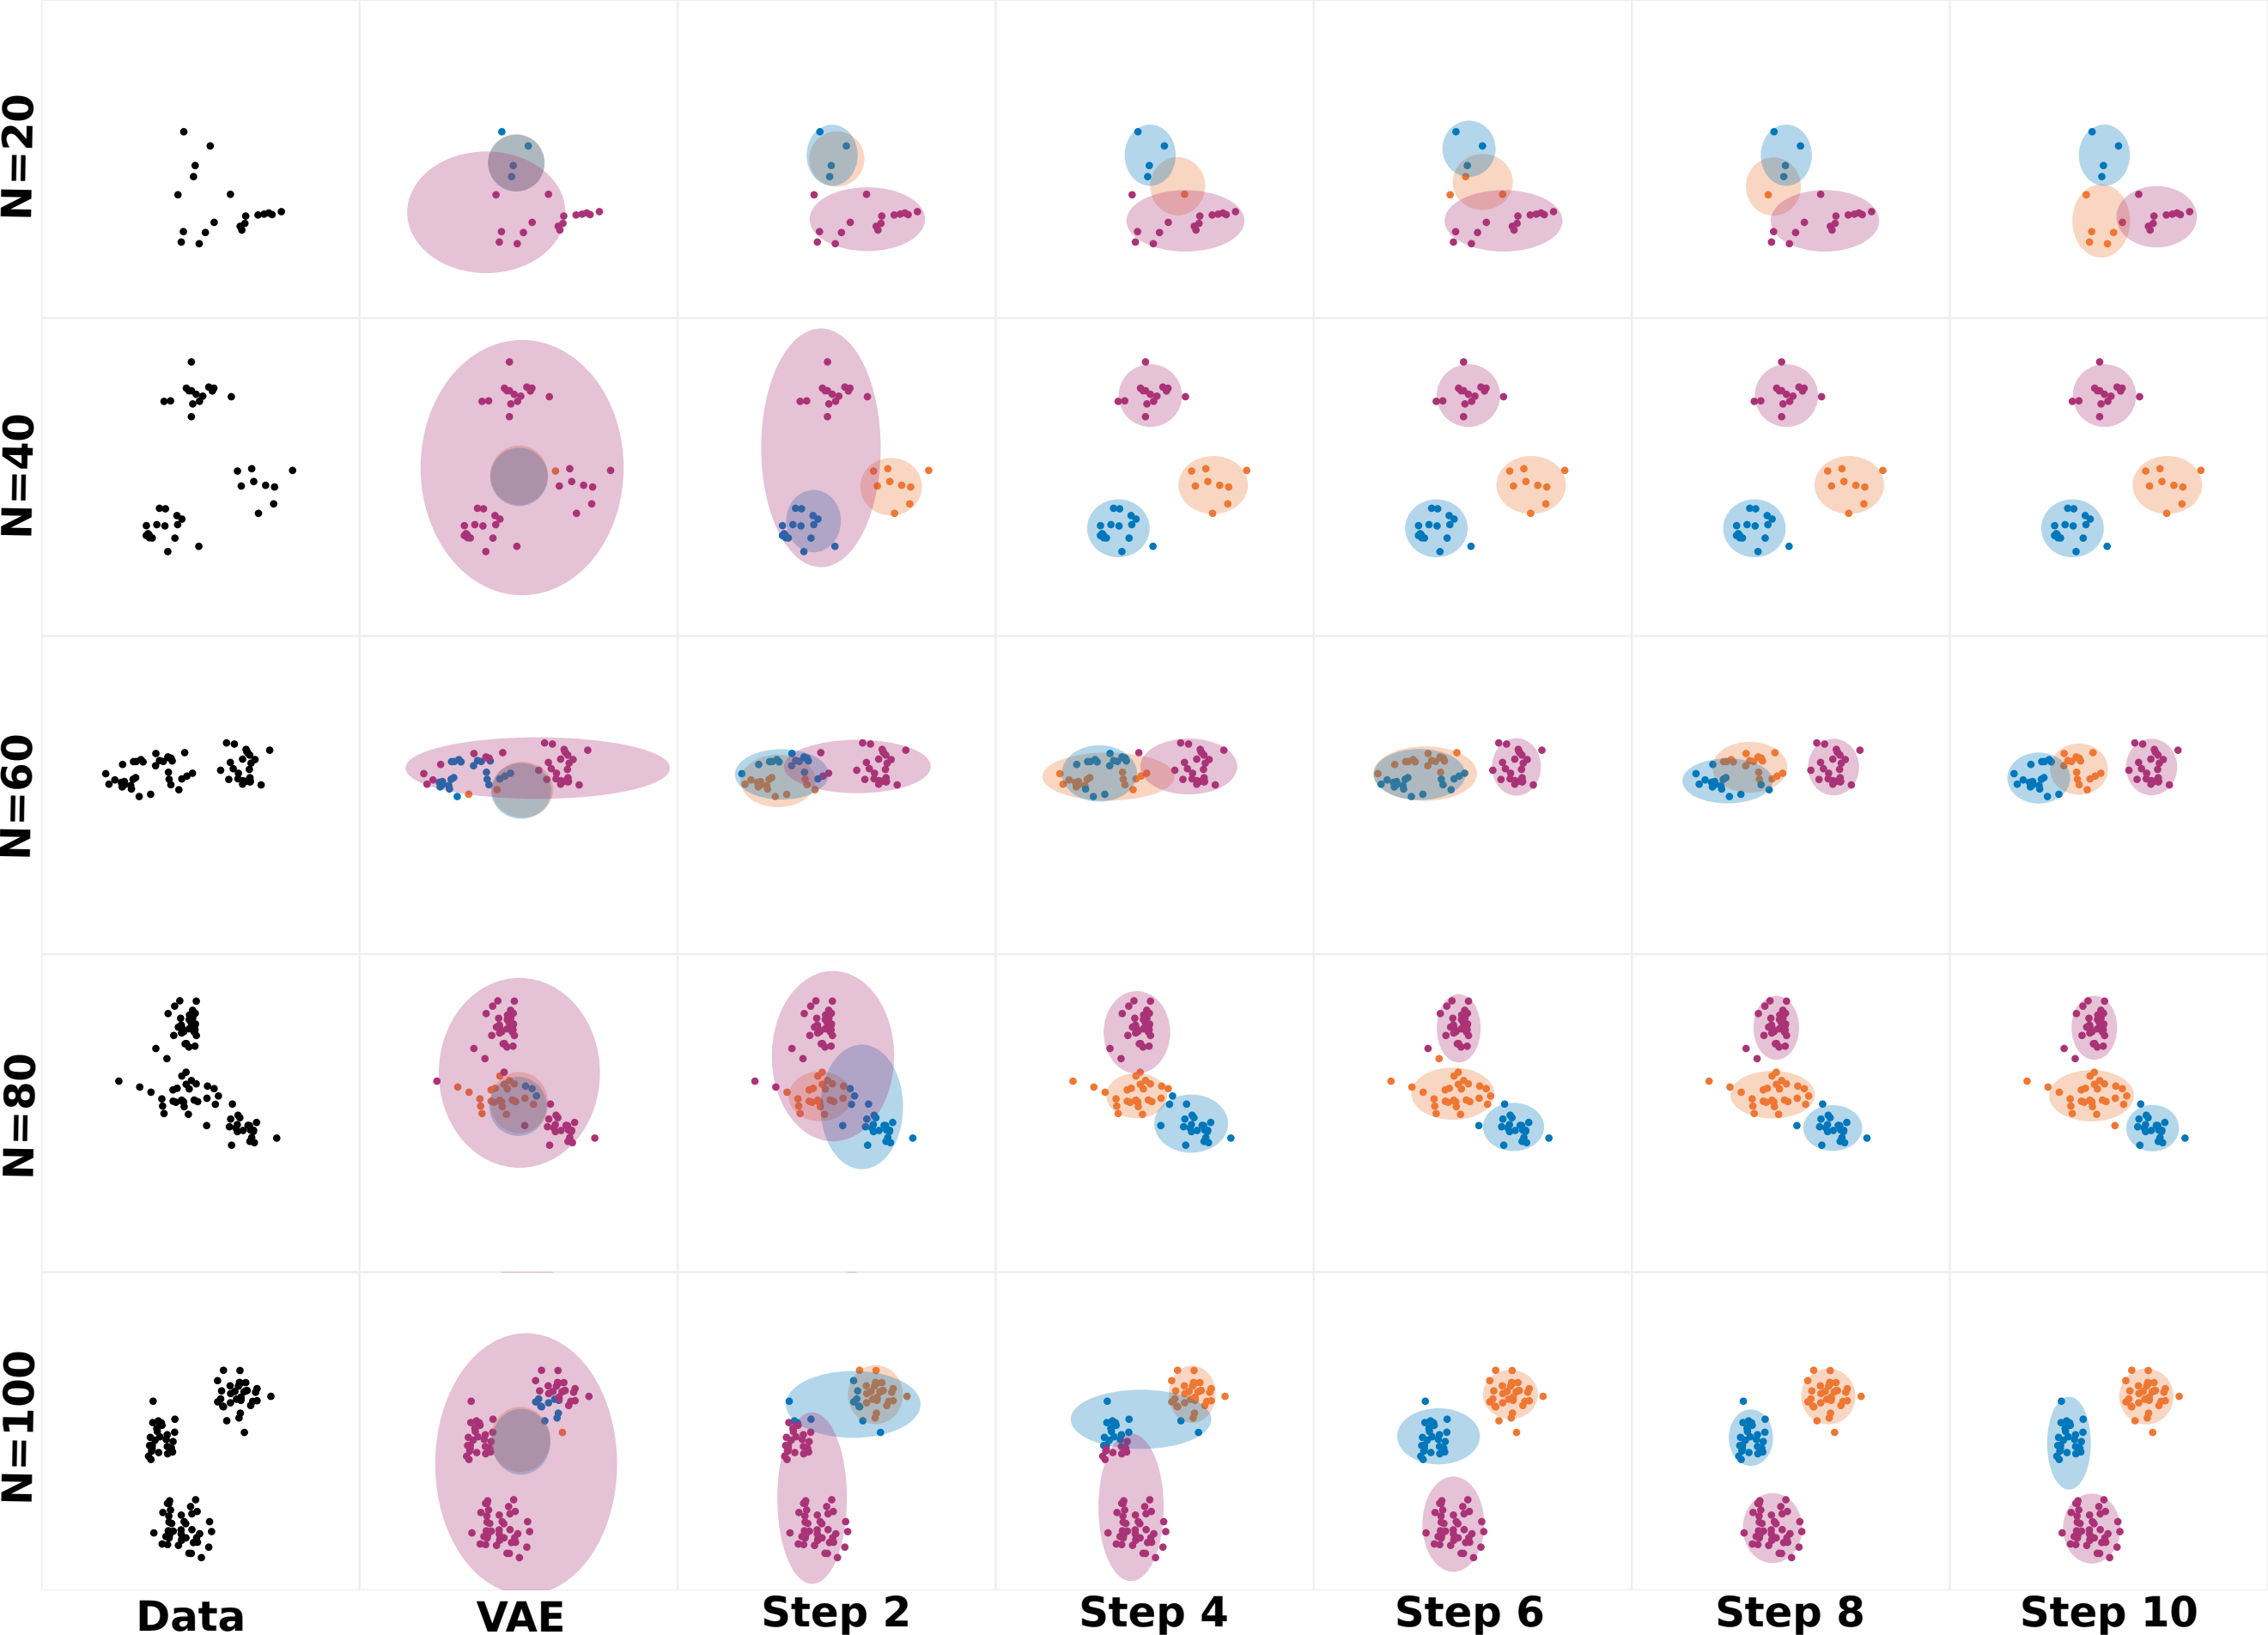 N=20
N=40
N=60
N=80
N=100
Data VAE Step 2 Step 4 Step 6 Step 8 Step 10